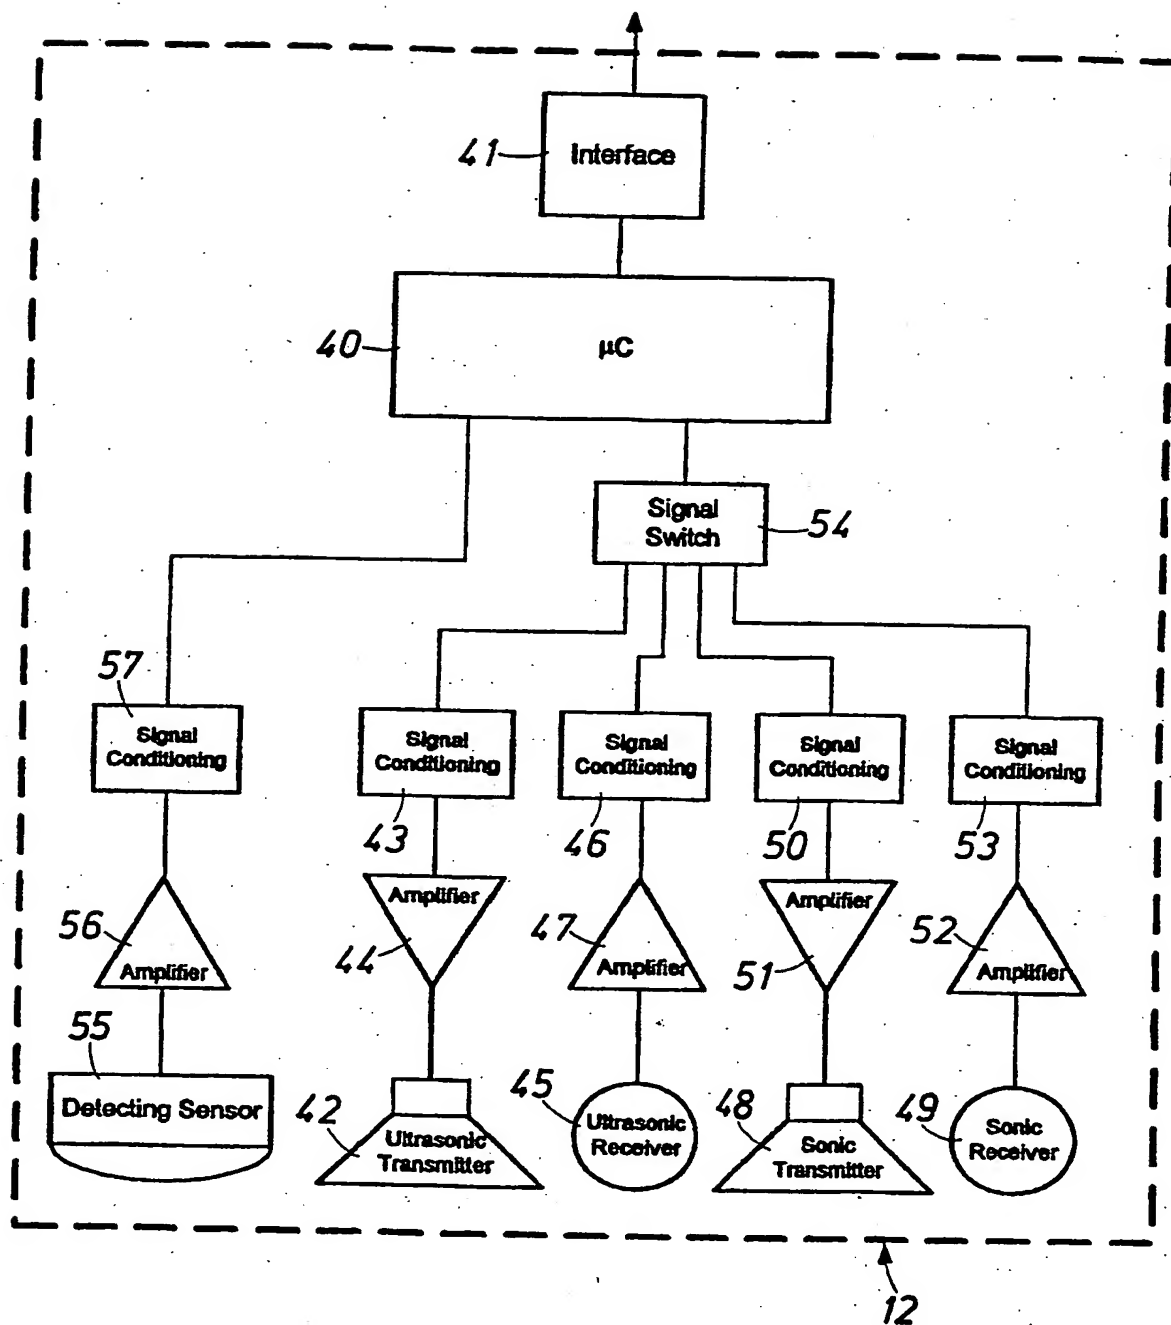 41
Interface
40
µC
Signal
Switch
54
57
Signal
Conditioning
Signal
Conditioning
43
Signal
Conditioning
46
Signal
Conditioning
50
Signal
Conditioning
53
56
Amplifier
Amplifier
44
47
Amplifier
Amplifier
51
52
Amplifier
55
Detecting Sensor
42
Ultrasonic
Transmitter
45
Ultrasonic
Receiver
48
Sonic
Transmitter
49
Sonic
Receiver
12